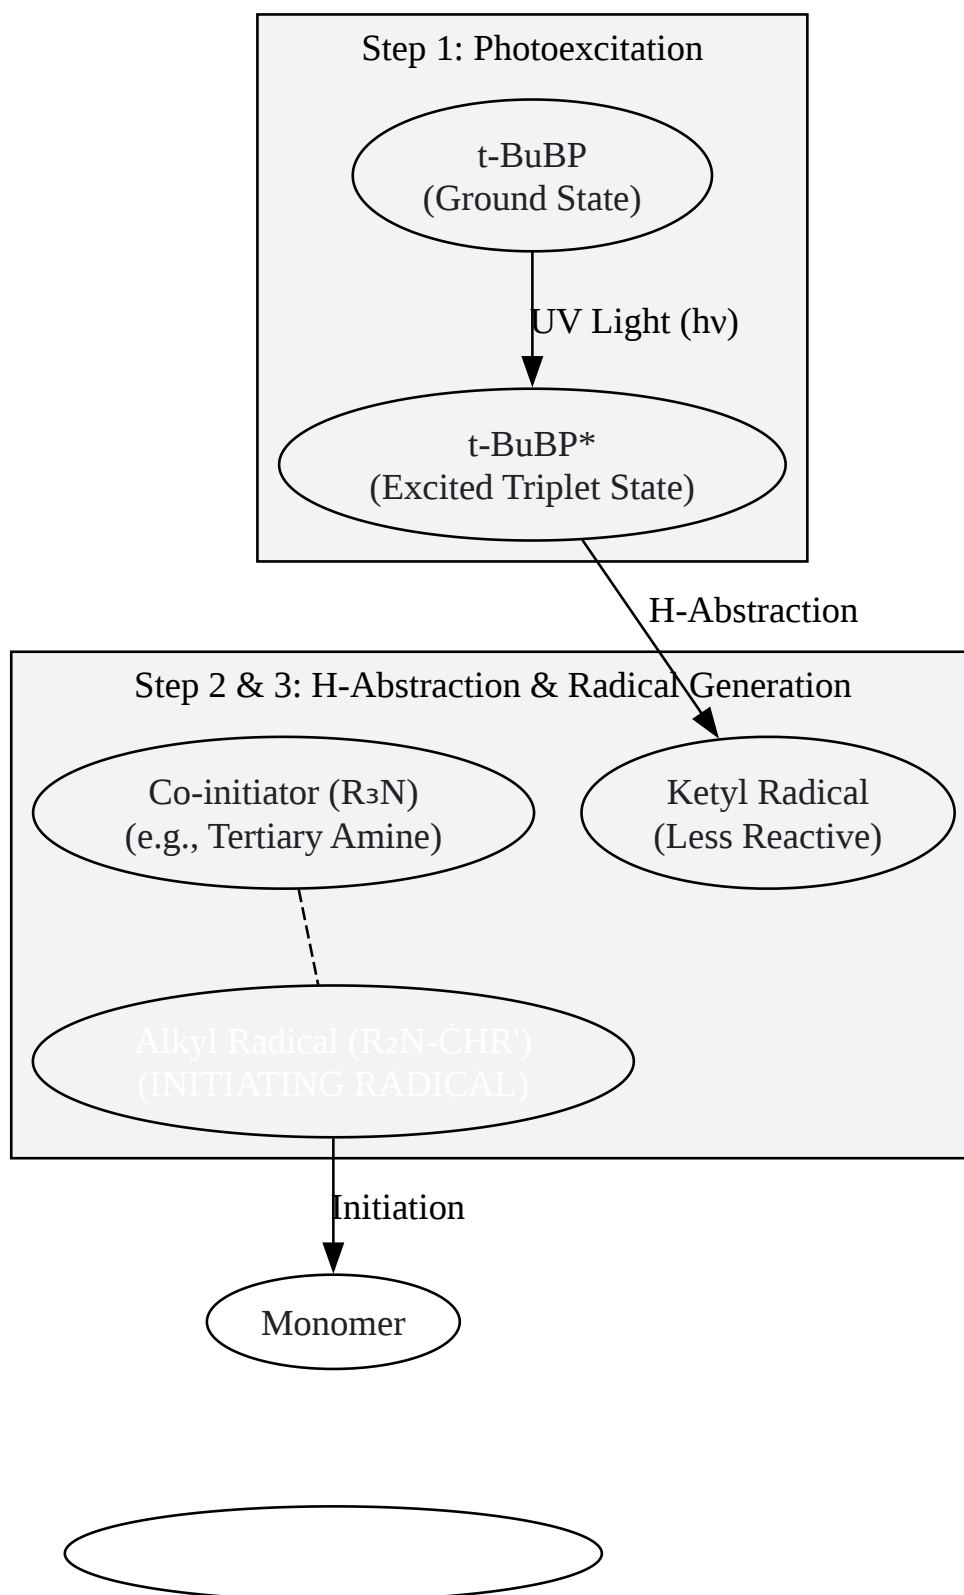 Step 1: Photoexcitation
t-BuBP
(Ground State)
UV Light (hν)
t-BuBP*
(Excited Triplet State)
H-Abstraction
Step 2 & 3: H-Abstraction & Radical Generation
Co-initiator (R₃N)
(e.g., Tertiary Amine)
Ketyl Radical
(Less Reactive)
Alkyl Radical (R₂N-ĊHR')
(INITIATING RADICAL)
Initiation
Monomer